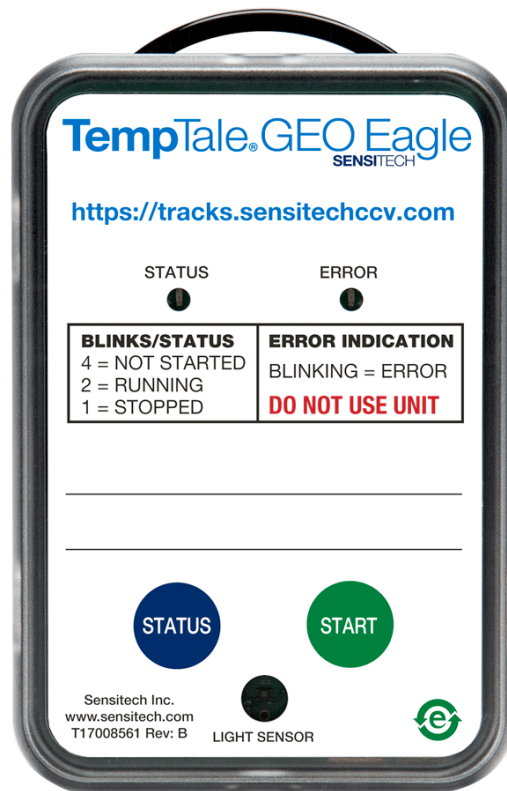 TempTale® GEO Eagle
SENSITECH
https://tracks.sensitechccv.com
STATUS
ERROR
BLINKS/STATUS
4 = NOT STARTED
2 = RUNNING
1 = STOPPED
ERROR INDICATION
BLINKING = ERROR
DO NOT USE UNIT
STATUS
START
Sensitech Inc.
www.sensitech.com
T17008561 Rev: B
LIGHT SENSOR
e